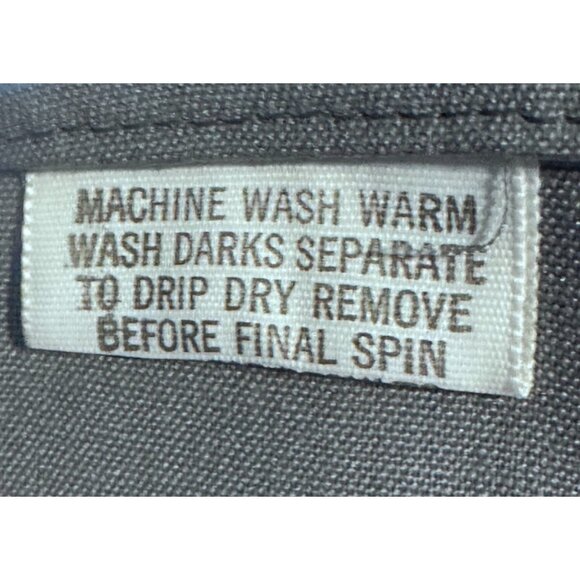 MACHINE WASH WARM
WASH DARKS SEPARATE
TO DRIP DRY REMOVE
BEFORE FINAL SPIN